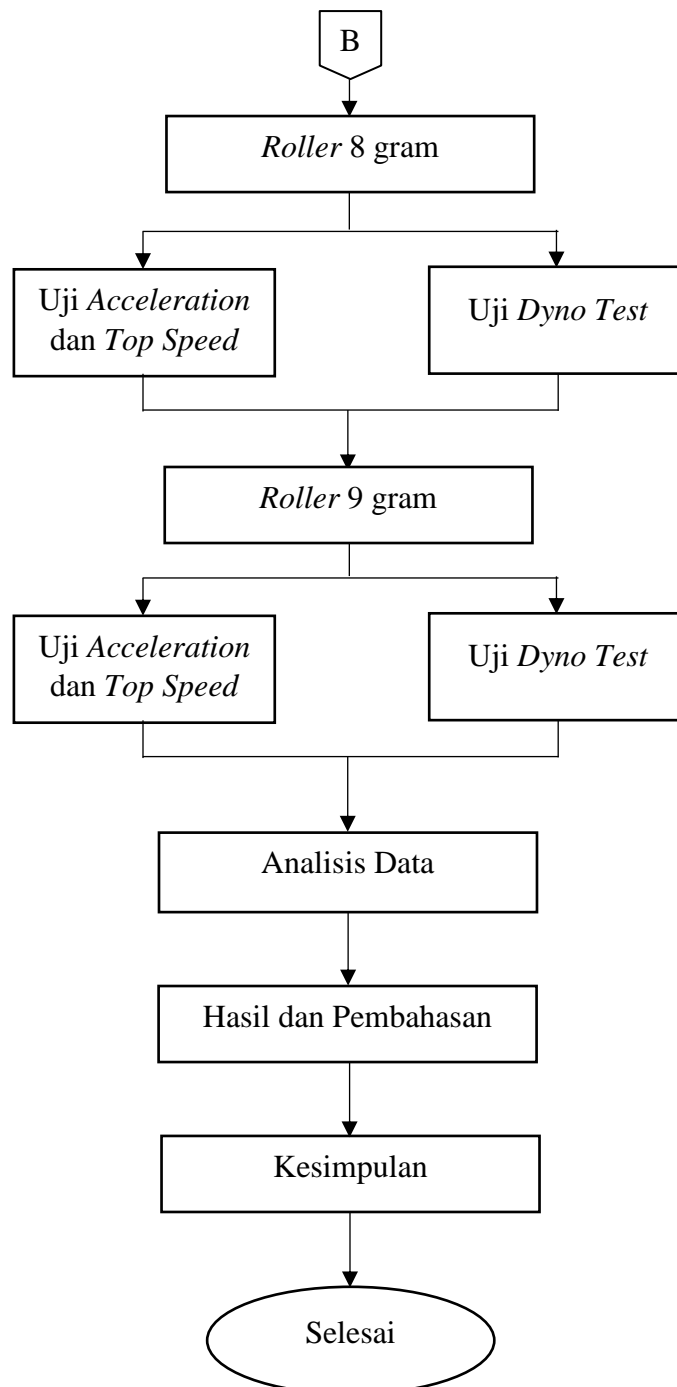 B
Roller 8 gram
Uji Acceleration
dan Top Speed
Uji Dyno Test
Roller 9 gram
Uji Acceleration
dan Top Speed
Uji Dyno Test
Analisis Data
Hasil dan Pembahasan
Kesimpulan
Selesai